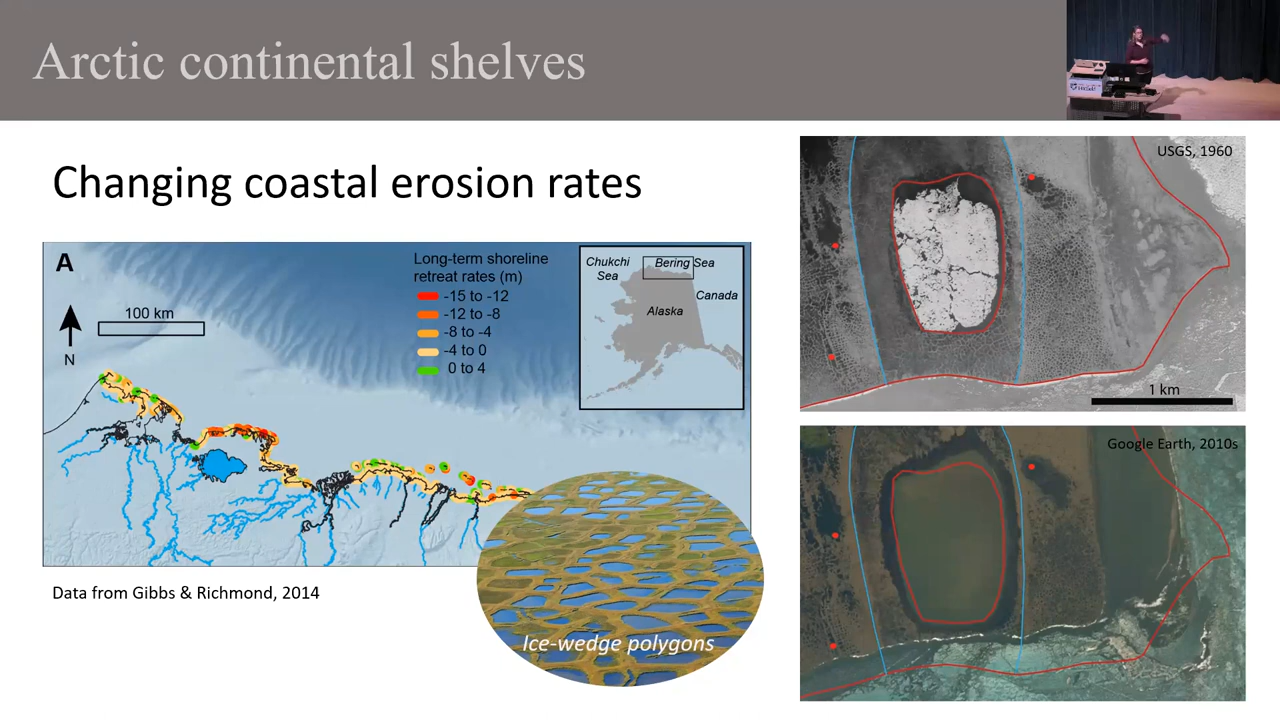 Arctic continental shelves
Changing coastal erosion rates
A
100 km
N
Long-term shoreline
retreat rates (m)
-15 to -12
-12 to -8
-8 to -4
-4 to 0
0 to 4
Chukchi
Sea
Bering Sea
Canada
Alaska
Data from Gibbs & Richmond, 2014
Ice-wedge polygons
USGS, 1960
1 km
Google Earth, 2010s